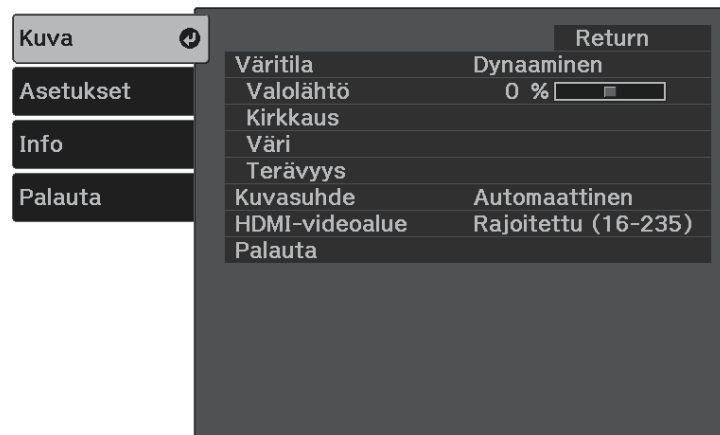 Kuva
Asetukset
Info
Palauta
Return
Väritila Dynaaminen
Valolähtö 0 %
Kirkkaus
Väri
Terävyys
Kuvasuhde Automaattinen
HDMI-videoalue Rajoitettu (16-235)
Palauta